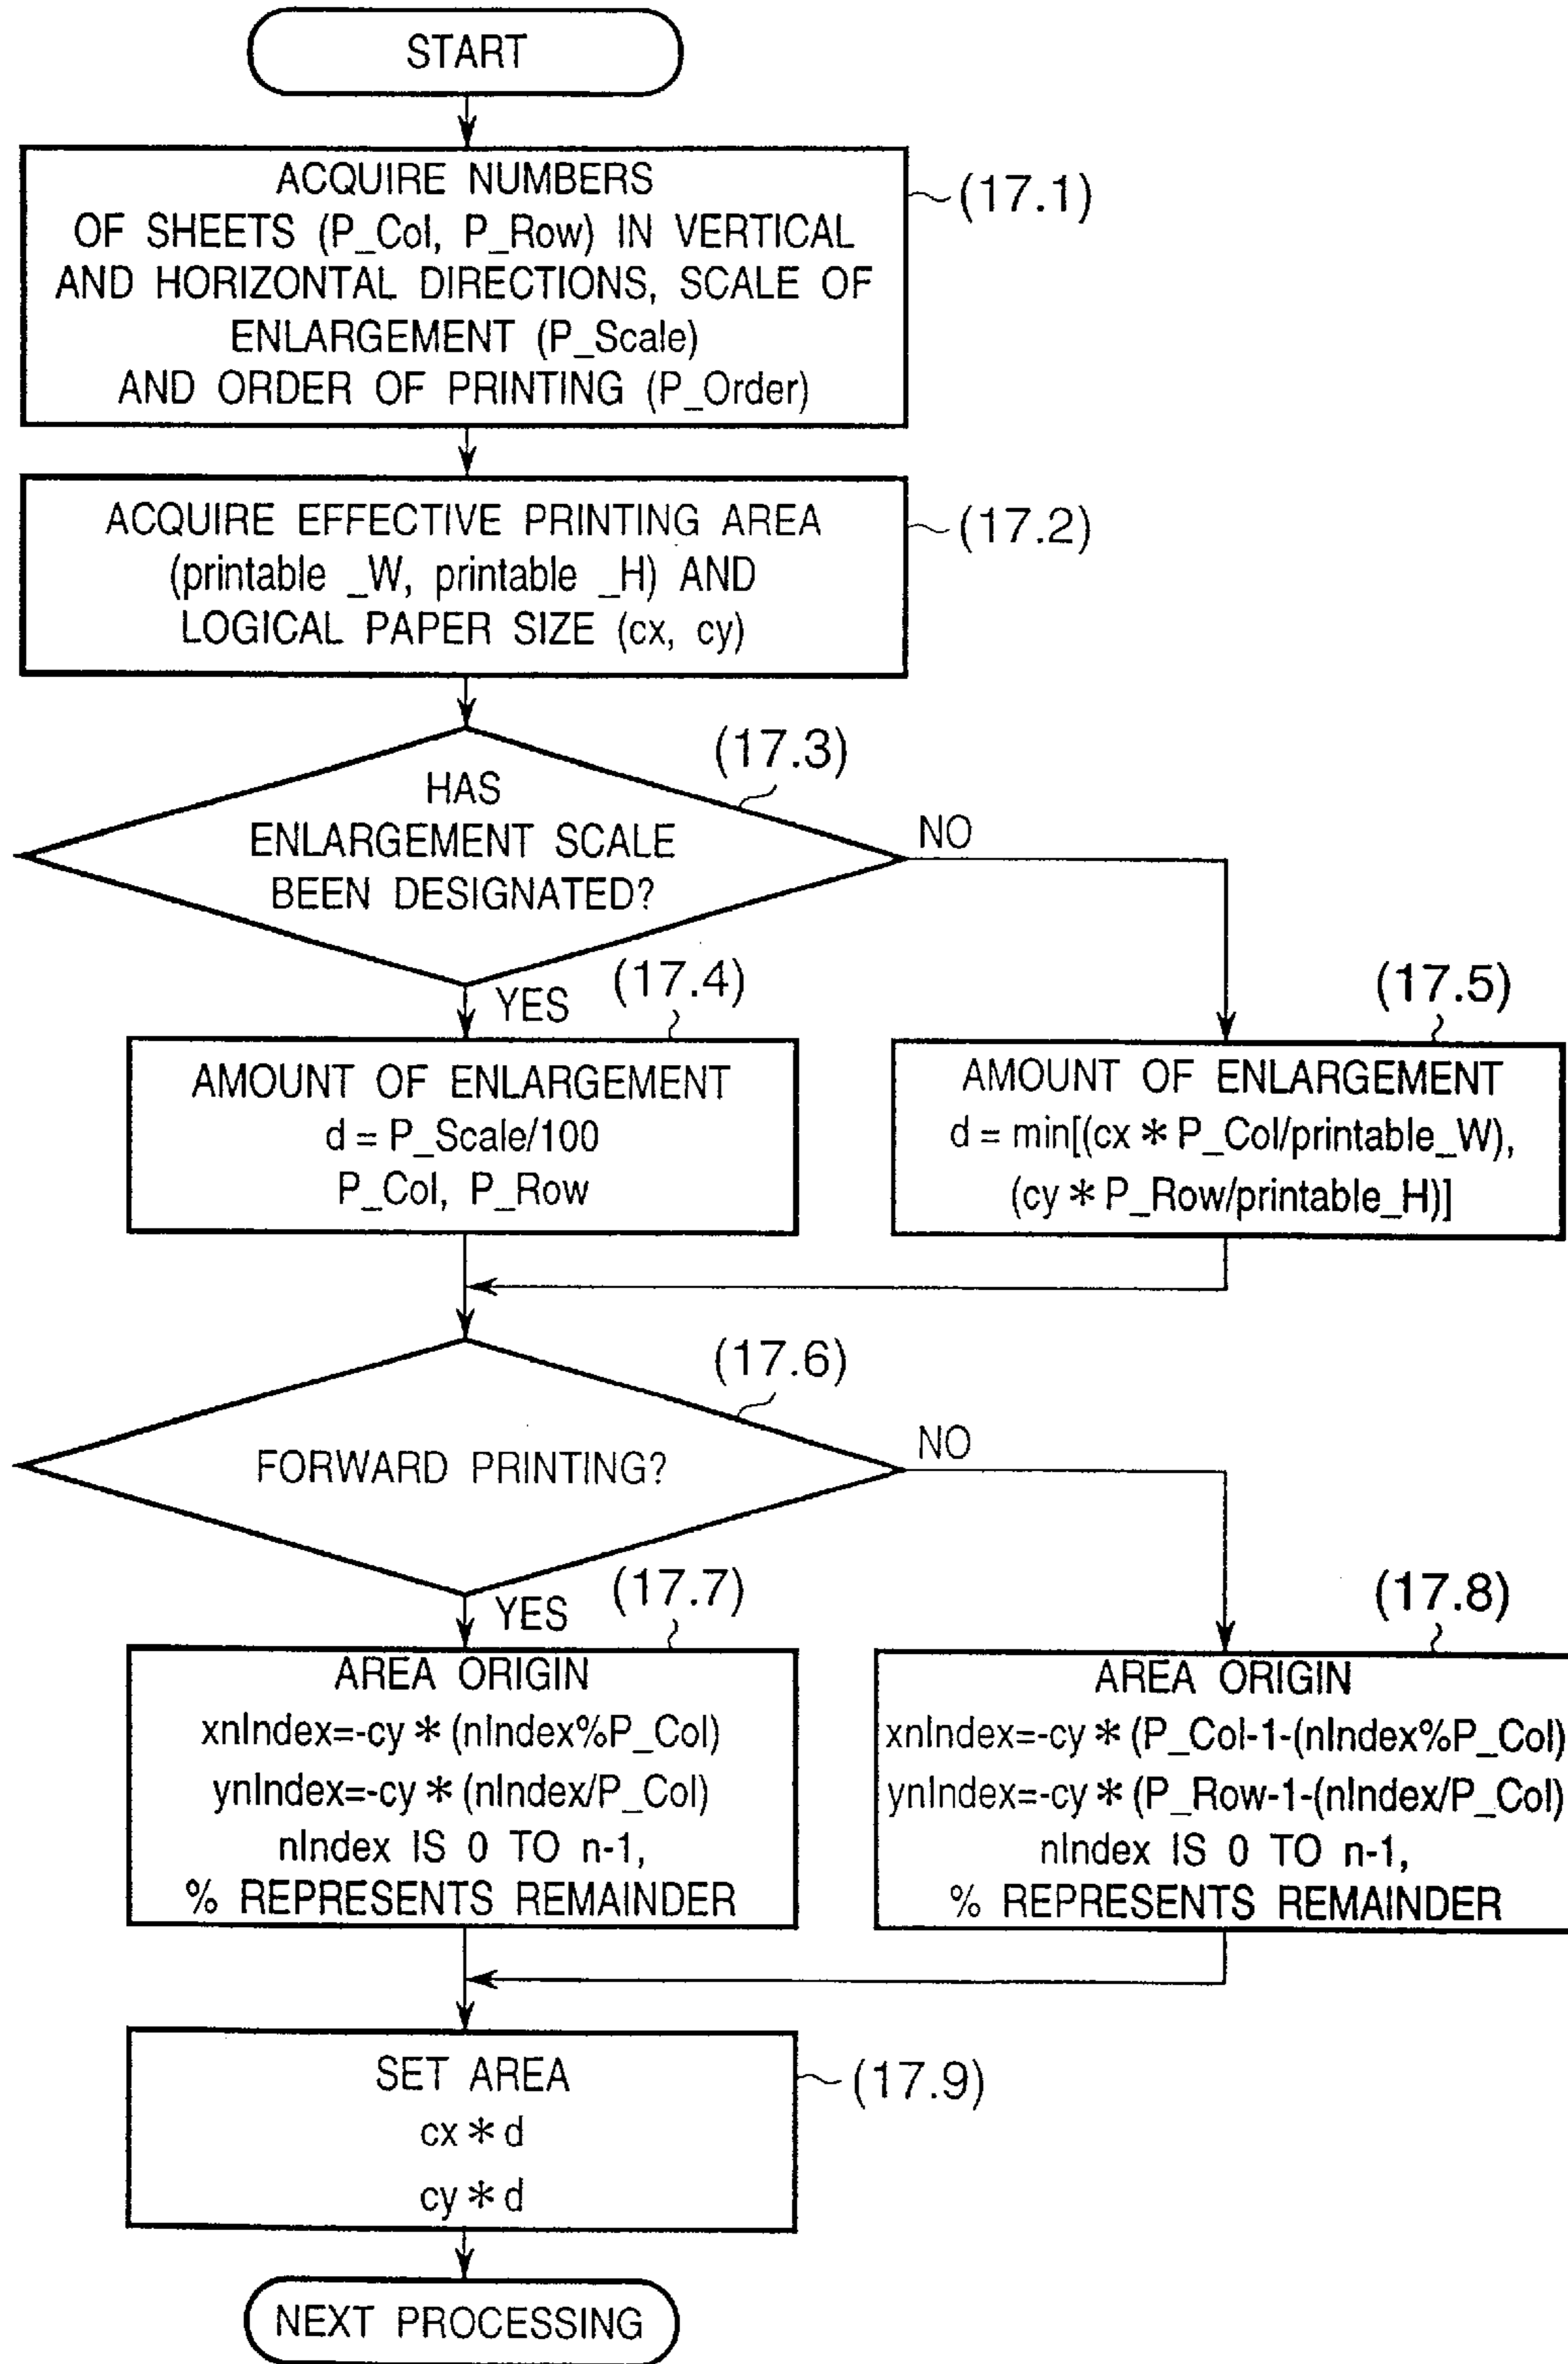 START
ACQUIRE NUMBERS
OF SHEETS (P_Col, P_Row) IN VERTICAL
AND HORIZONTAL DIRECTIONS, SCALE OF
ENLARGEMENT (P_Scale)
AND ORDER OF PRINTING (P_Order)
(17.1)
ACQUIRE EFFECTIVE PRINTING AREA
(printable _W, printable _H) AND
LOGICAL PAPER SIZE (cx, cy)
(17.2)
(17.3)
HAS
ENLARGEMENT SCALE
BEEN DESIGNATED?
NO
YES
(17.4)
AMOUNT OF ENLARGEMENT
d = P_Scale/100
P_Col, P_Row
(17.5)
AMOUNT OF ENLARGEMENT
d = min[(cx * P_Col/printable_W),
(cy * P_Row/printable_H)]
(17.6)
FORWARD PRINTING?
NO
YES
(17.7)
AREA ORIGIN
xnIndex=-cy * (nIndex%P_Col)
ynIndex=-cy * (nIndex/P_Col)
nIndex IS 0 TO n-1,
% REPRESENTS REMAINDER
(17.8)
AREA ORIGIN
xnIndex=-cy * (P_Col-1-(nIndex%P_Col)
ynIndex=-cy * (P_Row-1-(nIndex/P_Col)
nIndex IS 0 TO n-1,
% REPRESENTS REMAINDER
SET AREA
cx * d
cy * d
(17.9)
NEXT PROCESSING